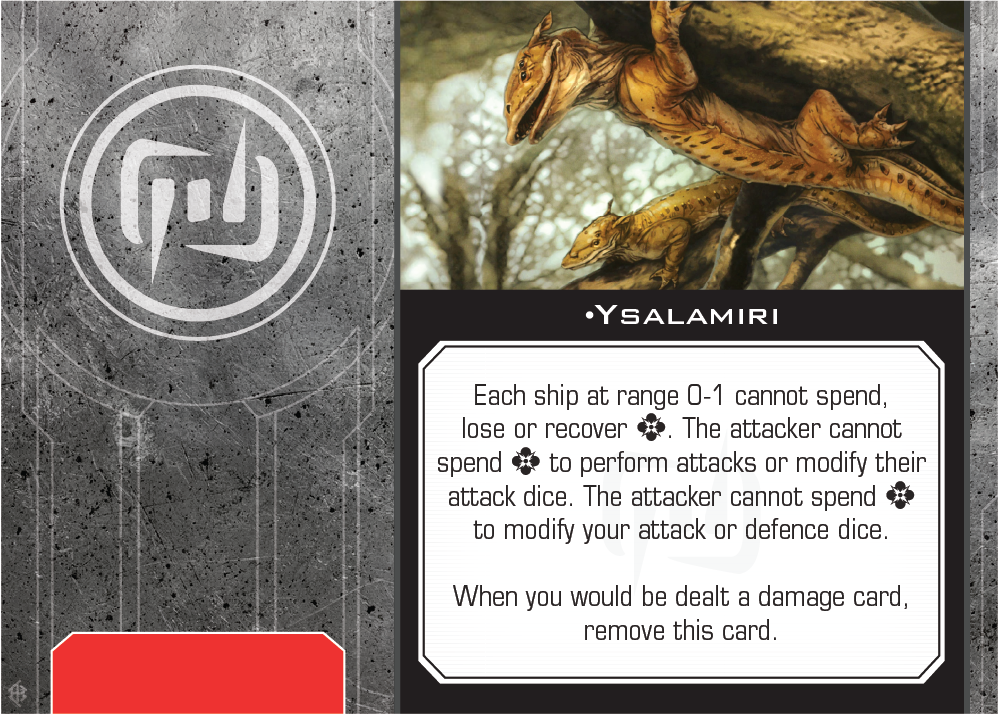 •Ysalamiri
Each ship at range 0-1 cannot spend,
lose or recover . The attacker cannot
spend to perform attacks or modify their
attack dice. The attacker cannot spend
to modify your attack or defence dice.
When you would be dealt a damage card,
remove this card.